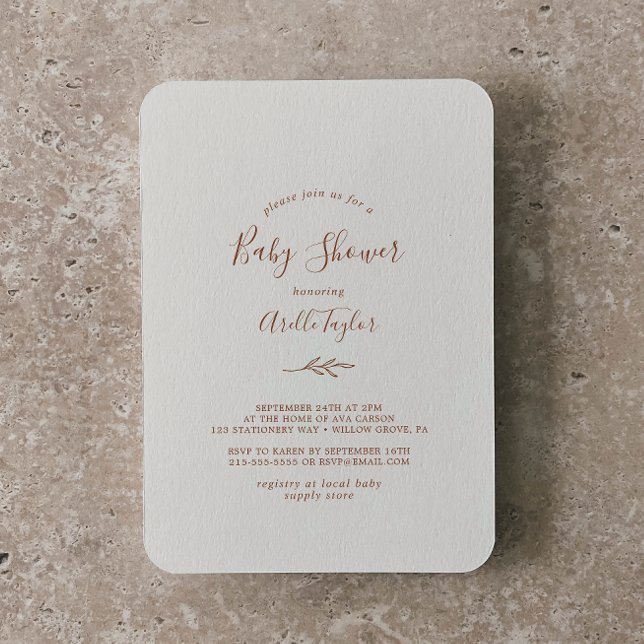 please join us for a
Baby Shower
honoring
Arelle Taylor
SEPTEMBER 24TH AT 2PM
AT THE HOME OF AVA CARSON
123 STATIONERY WAY • WILLOW GROVE, PA
RSVP TO KAREN BY SEPTEMBER 16TH
215-555-5555 OR RSVP@EMAIL.COM
registry at local baby
supply store